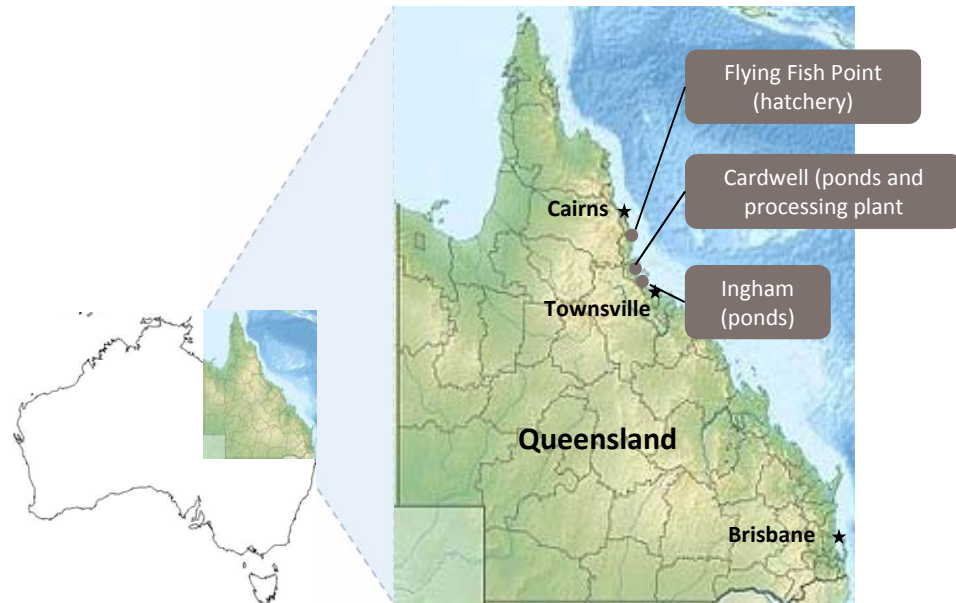 Flying Fish Point
(hatchery)
Cardwell (ponds and
processing plant
Cairns
Ingham
(ponds)
Townsville
Queensland
Brisbane